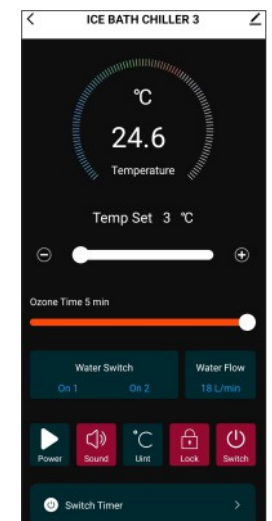 ICE BATH CHILLER 3
°C
24.6
Temperature
Temp Set 3 °C
Ozone Time 5 min
Water Switch Water Flow
On 1 On 2 18 L/min
°C
Power Sound Uint Lock Switch
Switch Timer